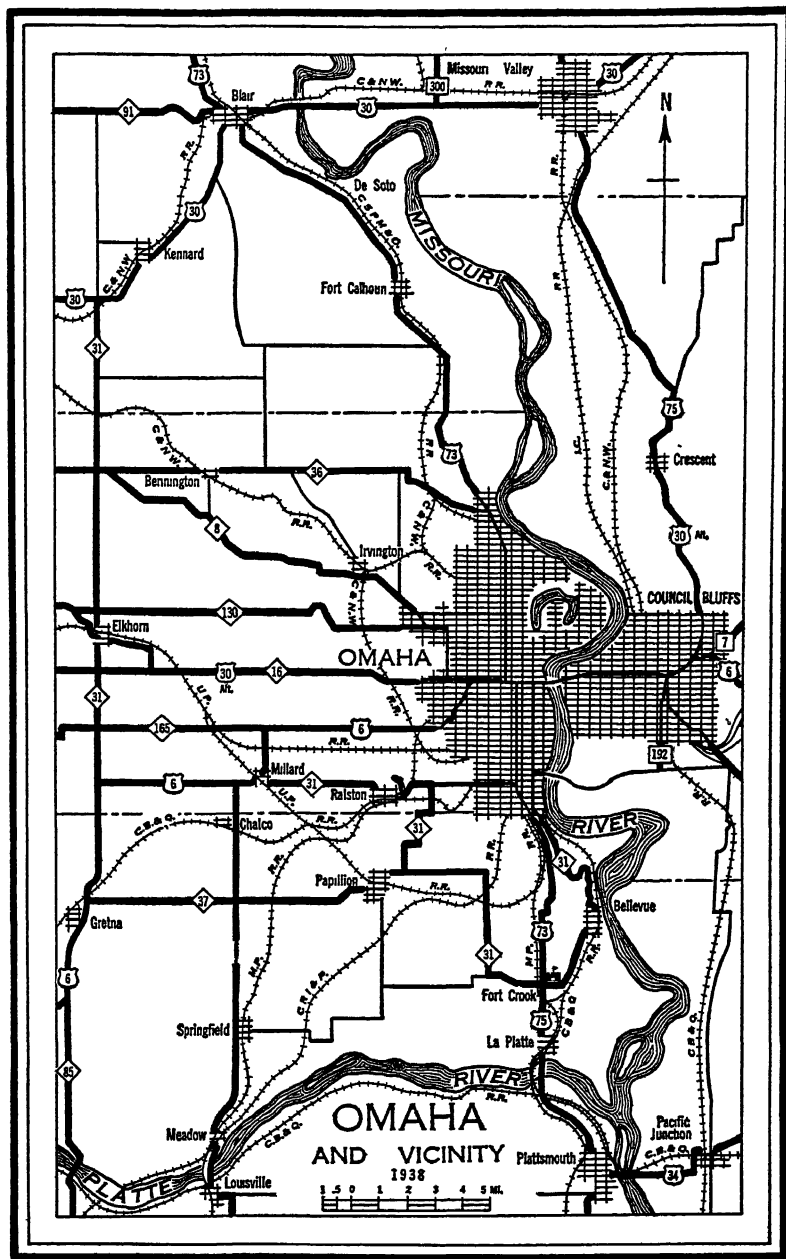 73
Blair
C & N.W.
R.R.
300
Missouri Valley
30
91
30
N
R.R.
De Soto
R.R.
C.S.P.M.&O.
30
MISSOURI
Kennard
C.& N.W.
R.R.
30
Fort Calhoun
31
75
C.& N.W.
R.R.
73
I.C.
C.& N.W.
Crescent
Bennington
36
8
R.R.
C & N.W.
30
Alt.
Irvington
R.R.
C & N.W.
COUNCIL BLUFFS
130
Elkhorn
7
OMAHA
6
30
Alt.
16
31
U.P.
R.R.
165
6
R.R.
192
Millard
6
31
R.R.
U.P.
Ralston
RIVER
C.B.& Q.
Chalco
R.R.
31
R.R.
R.R.
31
R.R.
Papillion
R.R.
37
Bellevue
Gretna
73
31
M.P.
R.R.
6
M.P.
C.R.I.& P.
Fort Crook
C.B.& Q.
Springfield
75
C.B.& Q.
La Platte
85
RIVER
R.R.
OMAHA
Meadow
C.B.& Q.
AND VICINITY
Pacific
Junction
1938
Plattsmouth
C.B.& Q.
PLATTE
Lousville
1 .5 0 1 2 3 4 5 MI.
34